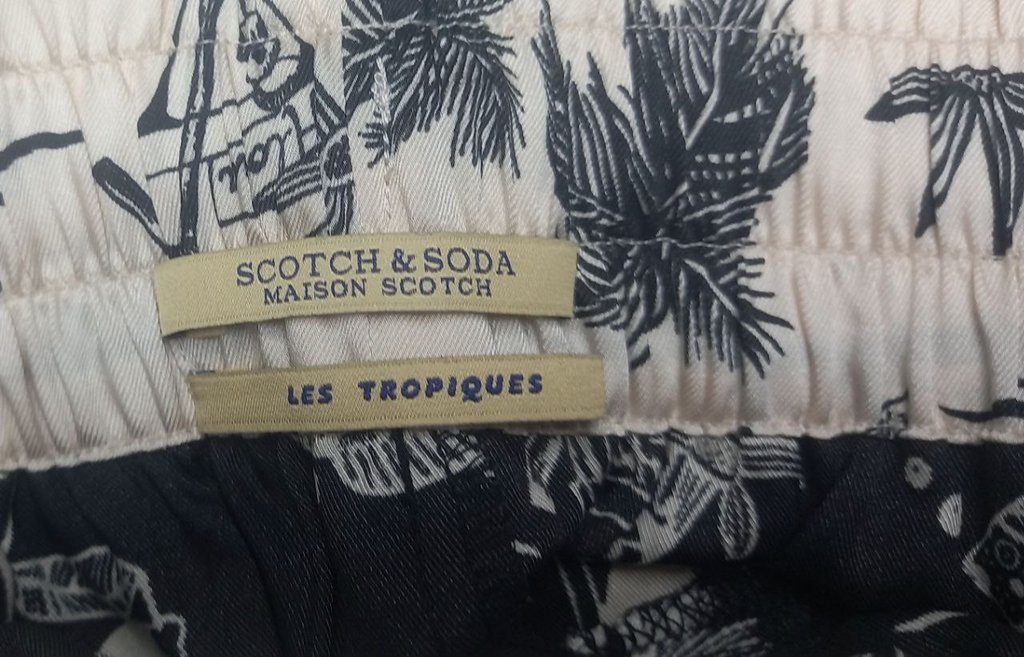 SCOTCH & SODA
MAISON SCOTCH
LES TROPIQUES